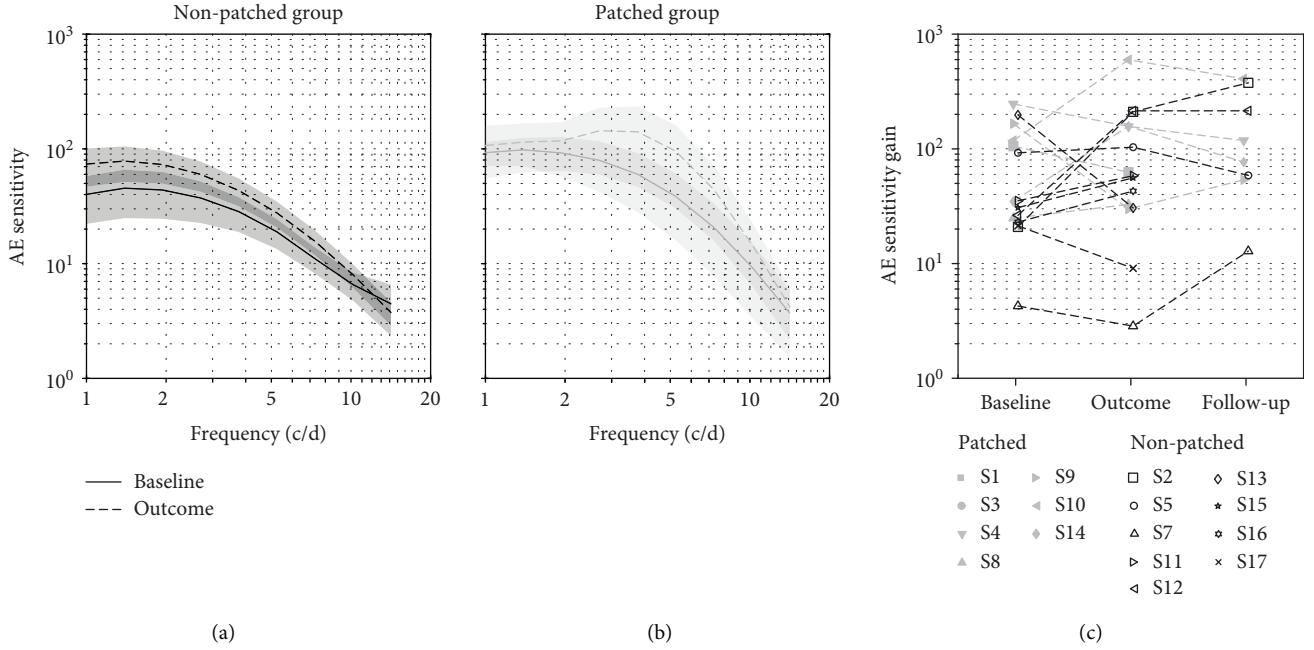 Non-patched group
10³
10²
10¹
10⁰
AE sensitivity
1 2 5 10 20
Frequency (c/d)
Baseline
Outcome
(a)
Patched group
10³
10²
10¹
10⁰
1 2 5 10 20
Frequency (c/d)
(b)
10³
10²
10¹
10⁰
AE sensitivity gain
Baseline Outcome Follow-up
Patched
S1
S3
S4
S8
S9
S10
S14
Non-patched
S2
S5
S7
S11
S12
S13
S15
S16
S17
(c)